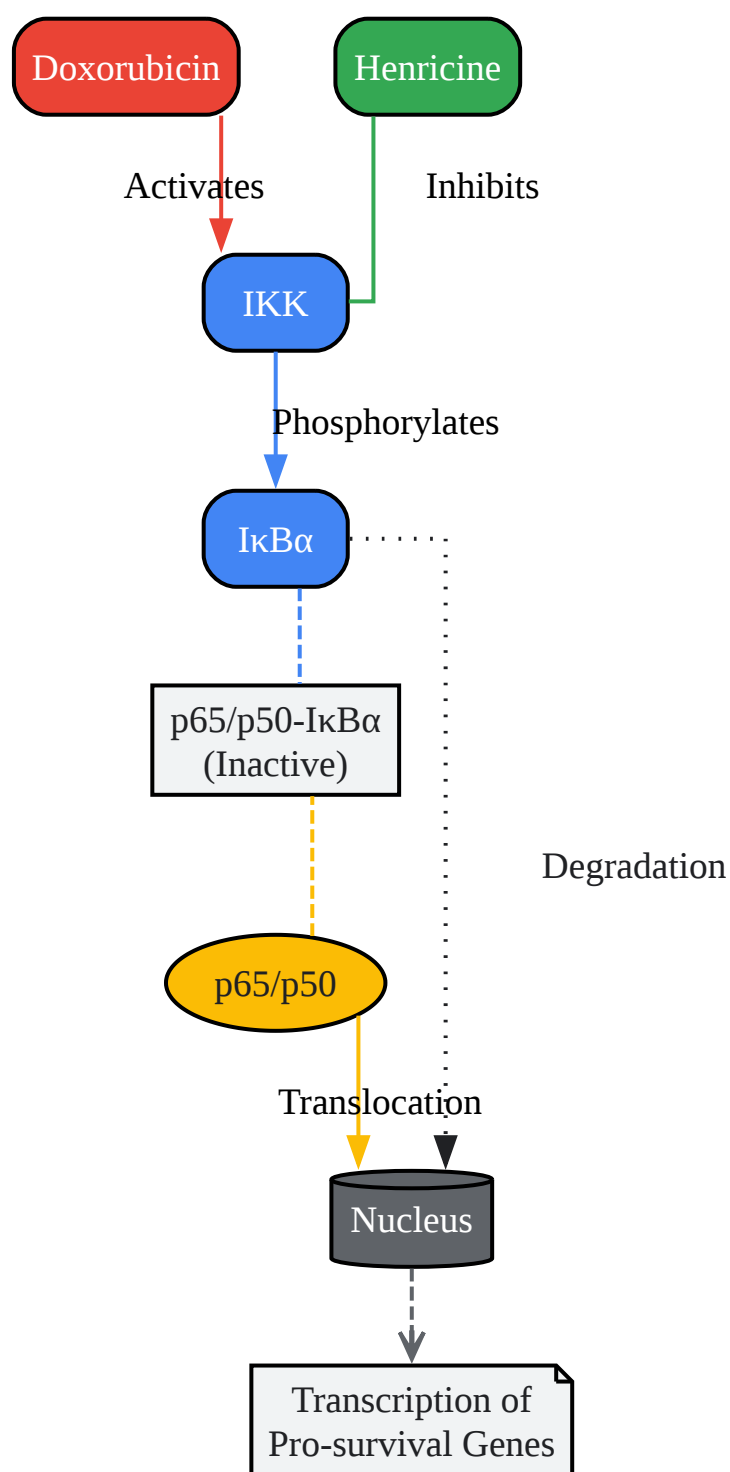 Doxorubicin
Henricine
Activates
Inhibits
IKK
Phosphorylates
IκBα
p65/p50-IκBα
(Inactive)
Degradation
p65/p50
Translocation
Nucleus
Transcription of
Pro-survival Genes